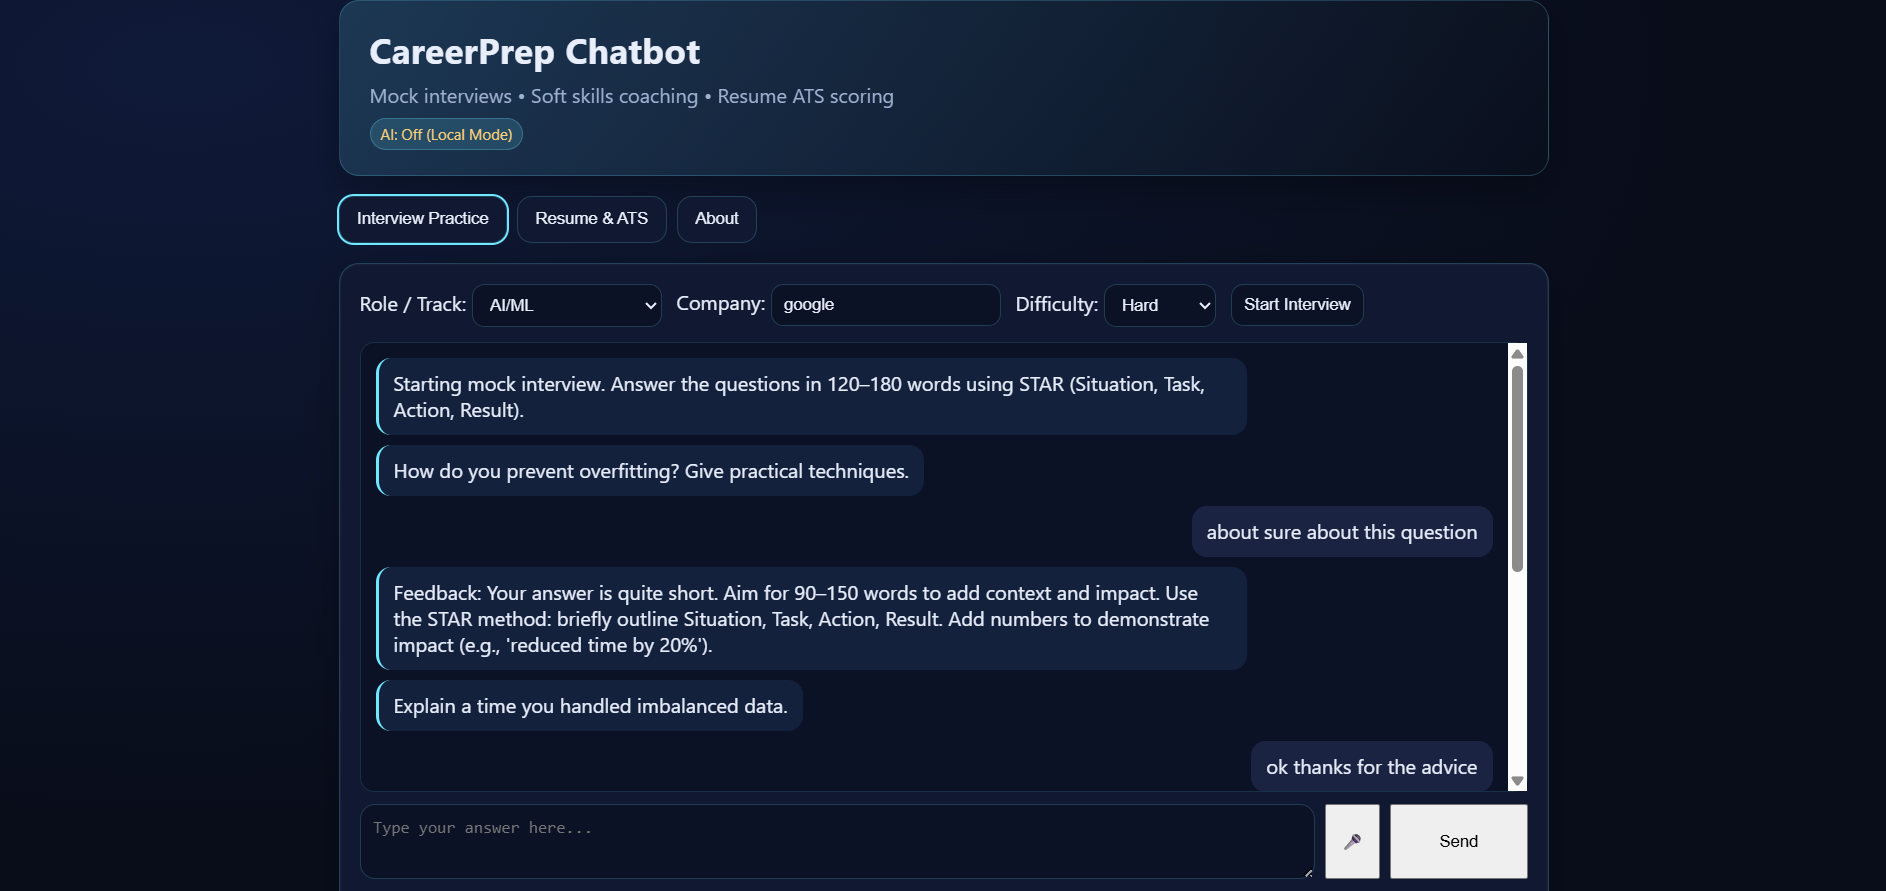 CareerPrep Chatbot
Mock interviews • Soft skills coaching • Resume ATS scoring
AI: Off (Local Mode)
Interview Practice
Resume & ATS
About
Role / Track: AI/ML Company: google Difficulty: Hard Start Interview
Starting mock interview. Answer the questions in 120–180 words using STAR (Situation, Task,
Action, Result).
How do you prevent overfitting? Give practical techniques.
about sure about this question
Feedback: Your answer is quite short. Aim for 90–150 words to add context and impact. Use
the STAR method: briefly outline Situation, Task, Action, Result. Add numbers to demonstrate
impact (e.g., 'reduced time by 20%').
Explain a time you handled imbalanced data.
ok thanks for the advice
Type your answer here...
Send